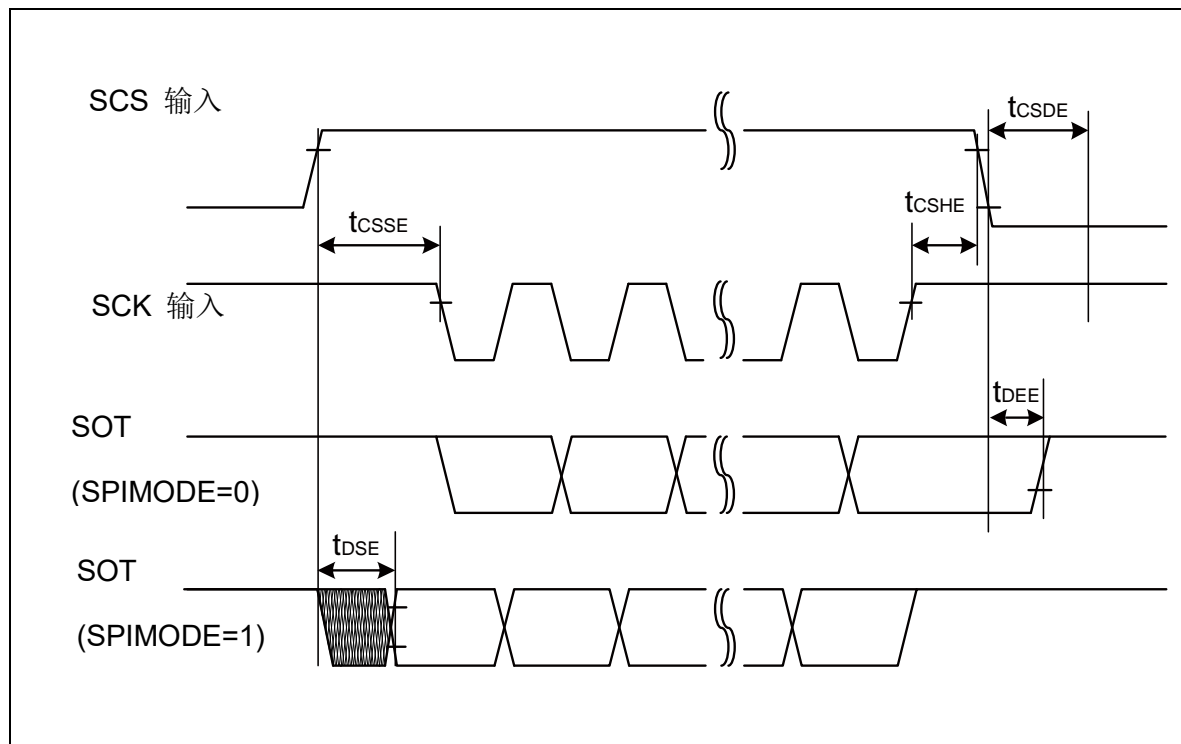 SCS 输入
tCSDE
tCSHE
tCSSE
SCK 输入
tDEE
SOT
(SPIMODE=0)
tDSE
SOT
(SPIMODE=1)